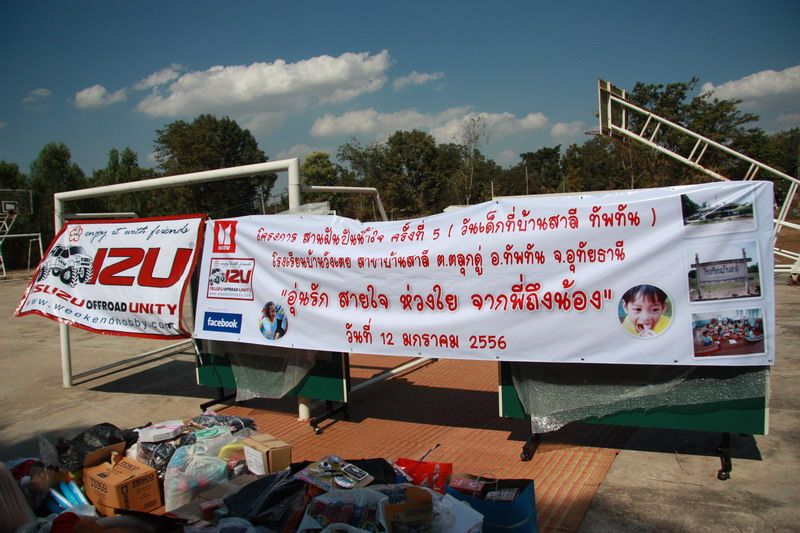 enjoy it with friends
IZU
ISUZU OFFROAD UNITY
www.weekendhobby.com
โครงการ สานฝันปันน้ำใจ ครั้งที่ 5 ( วันเด็กที่บ้านสาลี ทัพทัน )
โรงเรียนบ้านวังเตย สาขาบ้านสาลี ต.ตลุกดู่ อ.ทัพทัน จ.อุทัยธานี
"อุ่นรัก สายใจ ห่วงใย จากพี่ถึงน้อง"
วันที่ 12 มกราคม 2556
IZU
facebook
TESCO